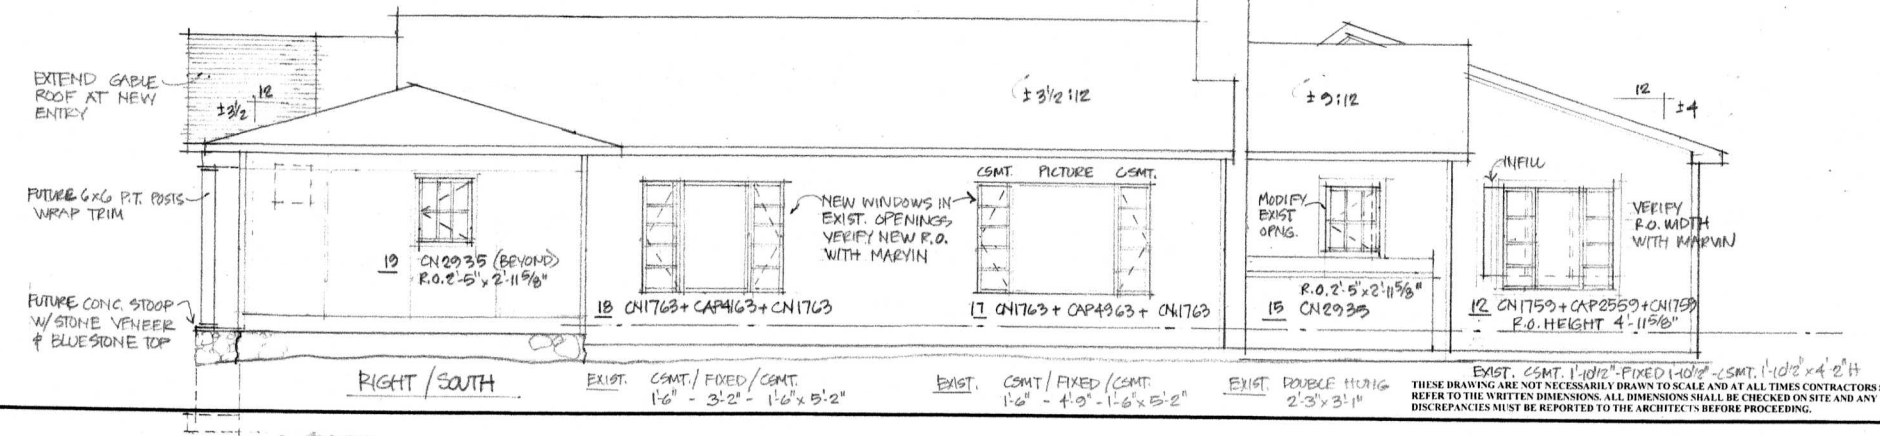 EXTEND GABLE
ROOF AT NEW
ENTRY
12
±3½
± 3½:12
± 9:12
12
±4
FUTURE 6x6 P.T. POSTS
WRAP TRIM
19 CN2935 (BEYOND)
R.O. 2'-5" x 2'-11 5/8"
NEW WINDOWS IN
EXIST. OPENINGS
VERIFY NEW R.O.
WITH MARVIN
CSMT. PICTURE CSMT.
MODIFY
EXIST
OPNG.
INFILL
VERIFY
R.O. WIDTH
WITH MARVIN
FUTURE CONC. STOOP
W/STONE VENEER
& BLUESTONE TOP
18 CN1763 + CAP4163 + CN1763
17 CN1763 + CAP4963 + CN1763
R.O. 2'-5" x 2'-11 5/8"
15 CN2935
12 CN1759 + CAP2559 + CN1759
R.O. HEIGHT 4'-11 5/8"
RIGHT / SOUTH
EXIST. CSMT. / FIXED / CSMT.
1'-6" - 3'-2" - 1'-6" x 5'-2"
EXIST. CSMT / FIXED / CSMT.
1'-6" - 4'-9" - 1'-6" x 5'-2"
EXIST. DOUBLE HUNG
2'-3" x 3'-1"
EXIST. CSMT. 1'-10½" - FIXED 1'-10½" - CSMT. 1'-10½" x 4'-2" H
THESE DRAWING ARE NOT NECESSARILY DRAWN TO SCALE AND AT ALL TIMES CONTRACTORS
REFER TO THE WRITTEN DIMENSIONS. ALL DIMENSIONS SHALL BE CHECKED ON SITE AND ANY
DISCREPANCIES MUST BE REPORTED TO THE ARCHITECTS BEFORE PROCEEDING.